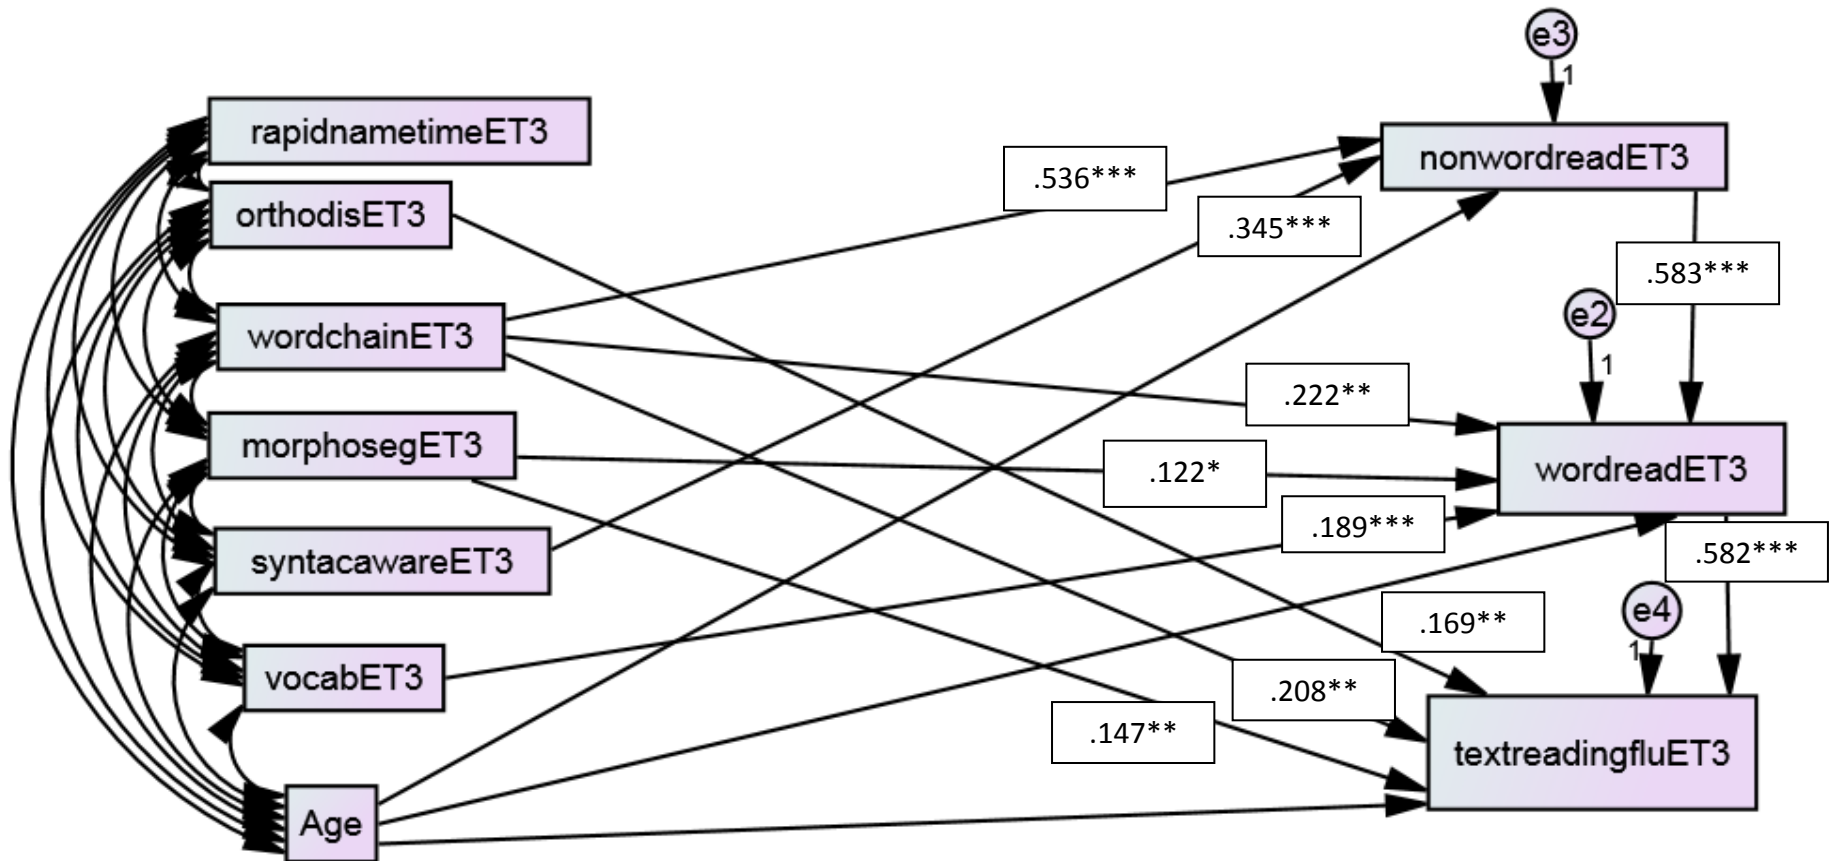 e3
1
rapidnametimeET3
nonwordreadET3
.536***
orthodisET3
.345***
.583***
e2
wordchainET3
1
.222**
morphosegET3
.122*
wordreadET3
.189***
syntacawareET3
.582***
e4
.169**
1
vocabET3
.208**
.147**
textreadingfluET3
Age